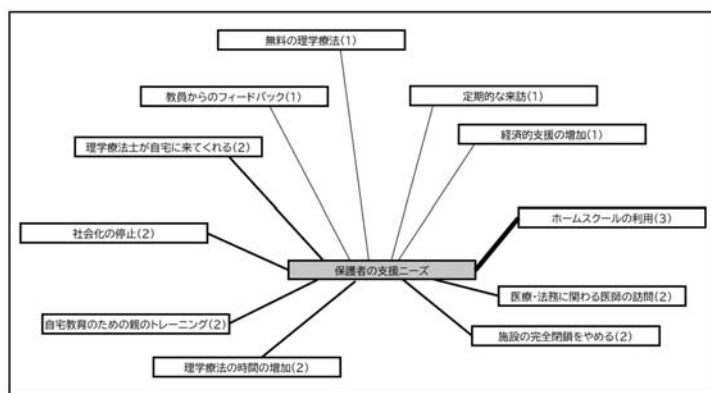 無料の理学療法(1)
教員からのフィードバック(1)
定期的な来訪(1)
経済的支援の増加(1)
理学療法士が自宅に来てくれる(2)
ホームスクールの利用(3)
社会化の停止(2)
保護者の支援ニーズ
医療・法務に関わる医師の訪問(2)
自宅教育のための親のトレーニング(2)
施設の完全閉鎖をやめる(2)
理学療法の時間の増加(2)